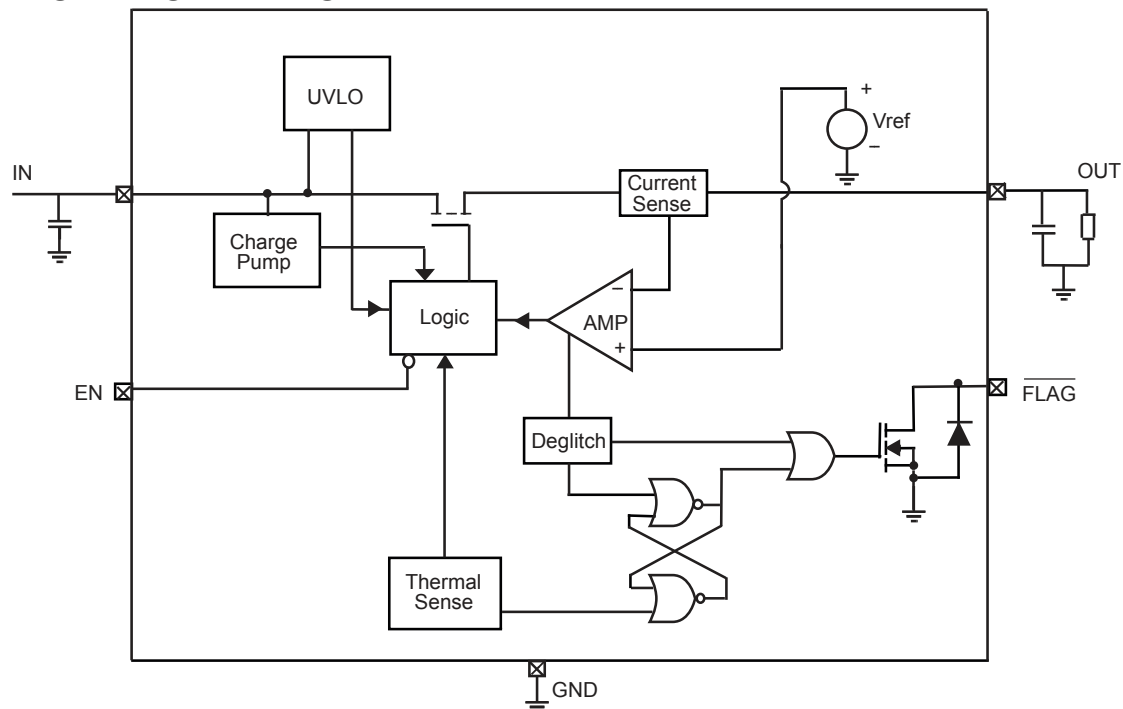 UVLO
+
Vref
–
IN
OUT
Current
Sense
Charge
Pump
–
Logic
AMP
+
EN
FLAG
Deglitch
Thermal
Sense
GND